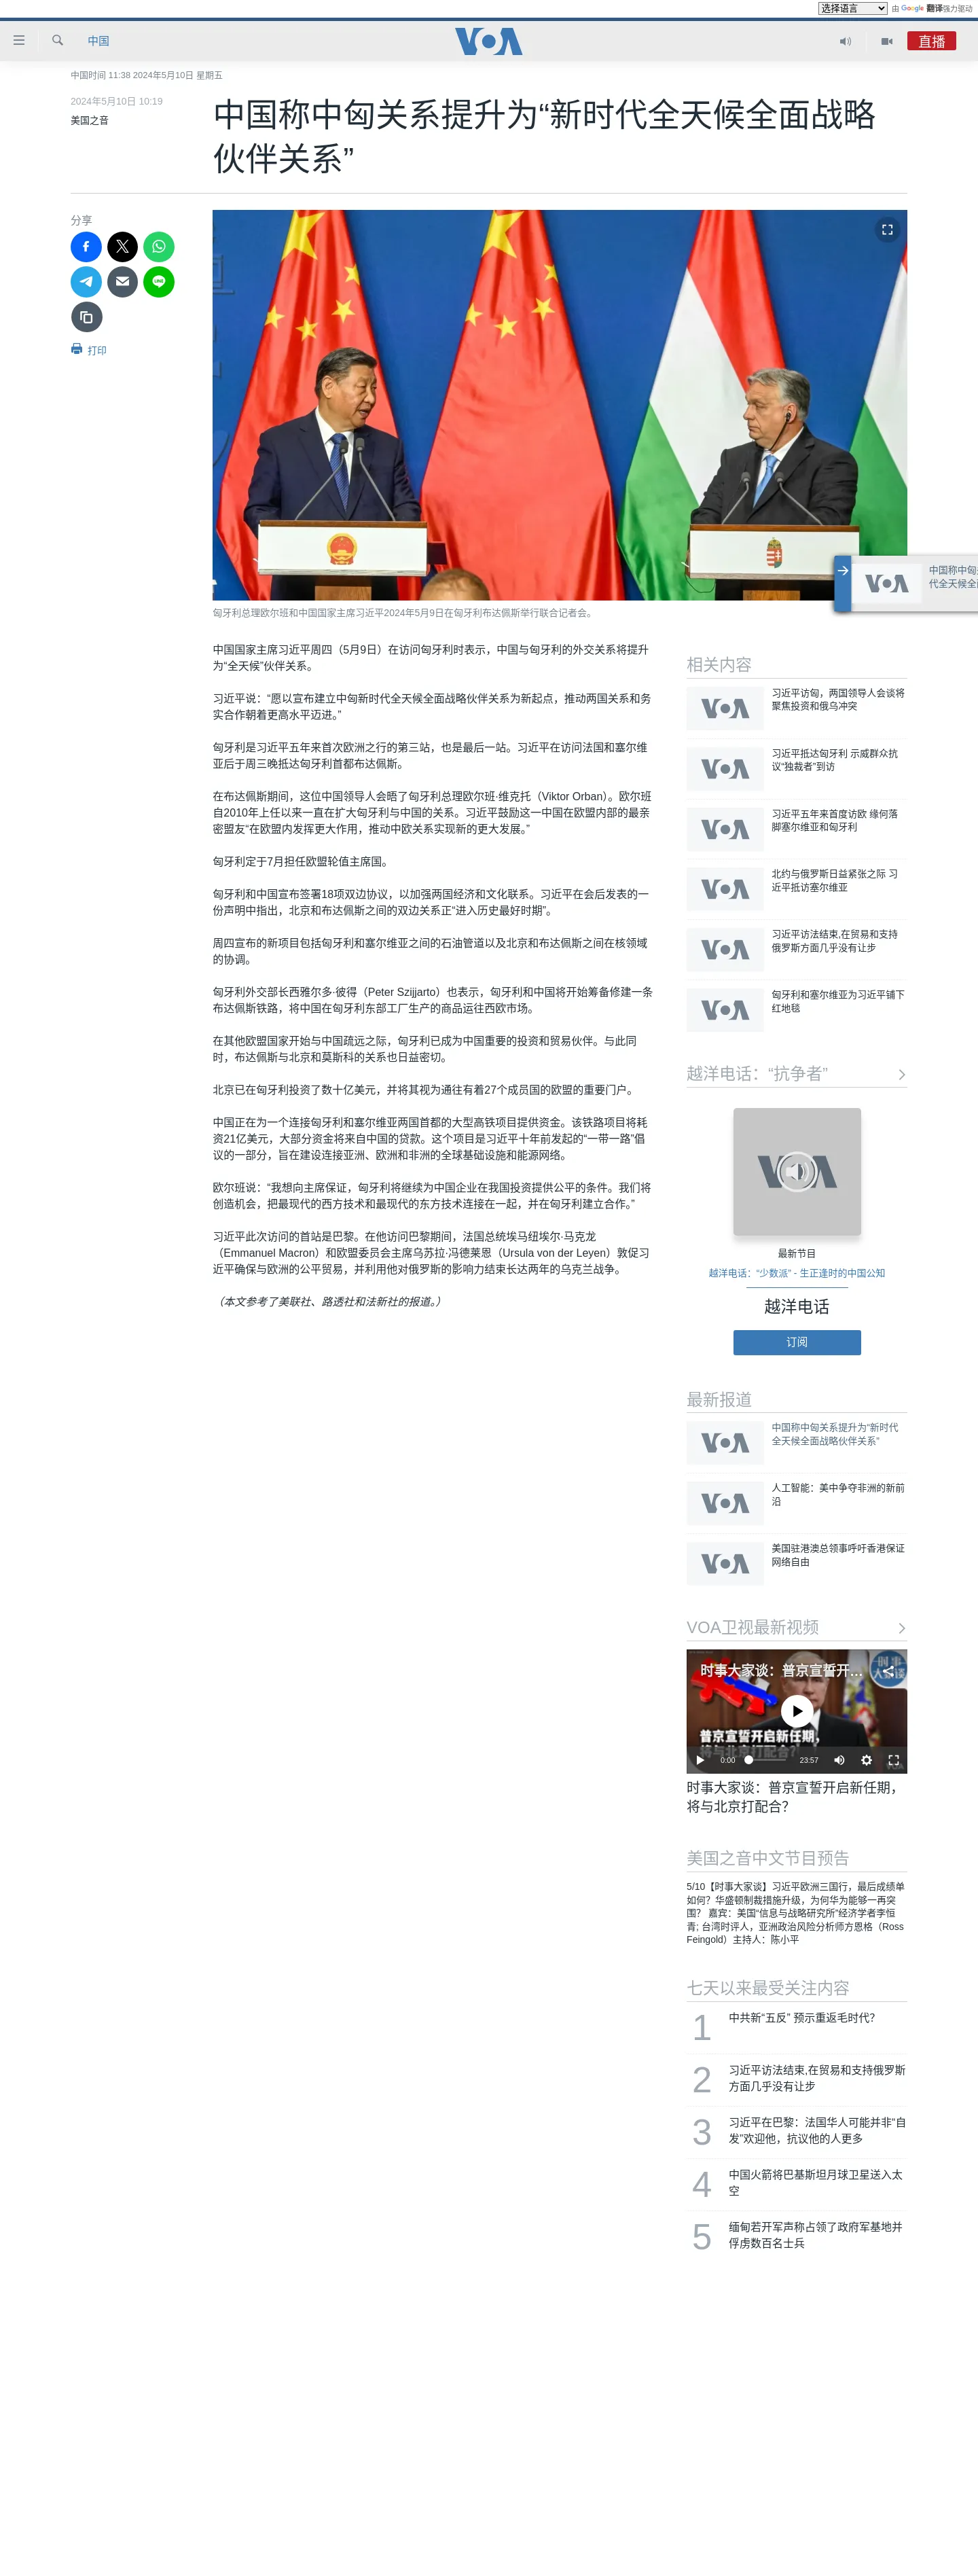 选择语言 由 Google 翻译强力驱动
中国
VOA
直播
中国时间 11:38 2024年5月10日 星期五
2024年5月10日 10:19
美国之音
中国称中匈关系提升为“新时代全天候全面战略
伙伴关系”
分享
打印
匈牙利总理欧尔班和中国国家主席习近平2024年5月9日在匈牙利布达佩斯举行联合记者会。
VOA
中国称中匈
代全天候全
中国国家主席习近平周四（5月9日）在访问匈牙利时表示，中国与匈牙利的外交关系将提升
为“全天候”伙伴关系。
习近平说：“愿以宣布建立中匈新时代全天候全面战略伙伴关系为新起点，推动两国关系和务
实合作朝着更高水平迈进。”
匈牙利是习近平五年来首次欧洲之行的第三站，也是最后一站。习近平在访问法国和塞尔维
亚后于周三晚抵达匈牙利首都布达佩斯。
在布达佩斯期间，这位中国领导人会晤了匈牙利总理欧尔班·维克托（Viktor Orban）。欧尔班
自2010年上任以来一直在扩大匈牙利与中国的关系。习近平鼓励这一中国在欧盟内部的最亲
密盟友“在欧盟内发挥更大作用，推动中欧关系实现新的更大发展。”
匈牙利定于7月担任欧盟轮值主席国。
匈牙利和中国宣布签署18项双边协议，以加强两国经济和文化联系。习近平在会后发表的一
份声明中指出，北京和布达佩斯之间的双边关系正“进入历史最好时期”。
周四宣布的新项目包括匈牙利和塞尔维亚之间的石油管道以及北京和布达佩斯之间在核领域
的协调。
匈牙利外交部长西雅尔多·彼得（Peter Szijjarto）也表示，匈牙利和中国将开始筹备修建一条
布达佩斯铁路，将中国在匈牙利东部工厂生产的商品运往西欧市场。
在其他欧盟国家开始与中国疏远之际，匈牙利已成为中国重要的投资和贸易伙伴。与此同
时，布达佩斯与北京和莫斯科的关系也日益密切。
北京已在匈牙利投资了数十亿美元，并将其视为通往有着27个成员国的欧盟的重要门户。
中国正在为一个连接匈牙利和塞尔维亚两国首都的大型高铁项目提供资金。该铁路项目将耗
资21亿美元，大部分资金将来自中国的贷款。这个项目是习近平十年前发起的“一带一路”倡
议的一部分，旨在建设连接亚洲、欧洲和非洲的全球基础设施和能源网络。
欧尔班说：“我想向主席保证，匈牙利将继续为中国企业在我国投资提供公平的条件。我们将
创造机会，把最现代的西方技术和最现代的东方技术连接在一起，并在匈牙利建立合作。”
习近平此次访问的首站是巴黎。在他访问巴黎期间，法国总统埃马纽埃尔·马克龙
（Emmanuel Macron）和欧盟委员会主席乌苏拉·冯德莱恩（Ursula von der Leyen）敦促习
近平确保与欧洲的公平贸易，并利用他对俄罗斯的影响力结束长达两年的乌克兰战争。
（本文参考了美联社、路透社和法新社的报道。）
相关内容
VOA
习近平访匈，两国领导人会谈将
聚焦投资和俄乌冲突
VOA
习近平抵达匈牙利 示威群众抗
议“独裁者”到访
VOA
习近平五年来首度访欧 缘何落
脚塞尔维亚和匈牙利
VOA
北约与俄罗斯日益紧张之际 习
近平抵访塞尔维亚
VOA
习近平访法结束,在贸易和支持
俄罗斯方面几乎没有让步
VOA
匈牙利和塞尔维亚为习近平铺下
红地毯
越洋电话：“抗争者”
VOA
最新节目
越洋电话：“少数派” - 生正逢时的中国公知
越洋电话
订阅
最新报道
VOA
中国称中匈关系提升为“新时代
全天候全面战略伙伴关系”
VOA
人工智能：美中争夺非洲的新前
沿
VOA
美国驻港澳总领事呼吁香港保证
网络自由
VOA卫视最新视频
时事大家谈：普京宣誓开…
时事
大家谈
普京宣誓开启新任期，
将与北京打配合？
0:00 23:57
VOA
时事大家谈：普京宣誓开启新任期，
将与北京打配合？
美国之音中文节目预告
5/10【时事大家谈】习近平欧洲三国行，最后成绩单
如何？华盛顿制裁措施升级，为何华为能够一再突
围？ 嘉宾：美国“信息与战略研究所”经济学者李恒
青; 台湾时评人，亚洲政治风险分析师方恩格（Ross
Feingold）主持人：陈小平
七天以来最受关注内容
1 中共新“五反” 预示重返毛时代？
2 习近平访法结束,在贸易和支持俄罗斯
方面几乎没有让步
3 习近平在巴黎：法国华人可能并非“自
发”欢迎他，抗议他的人更多
4 中国火箭将巴基斯坦月球卫星送入太
空
5 缅甸若开军声称占领了政府军基地并
俘虏数百名士兵